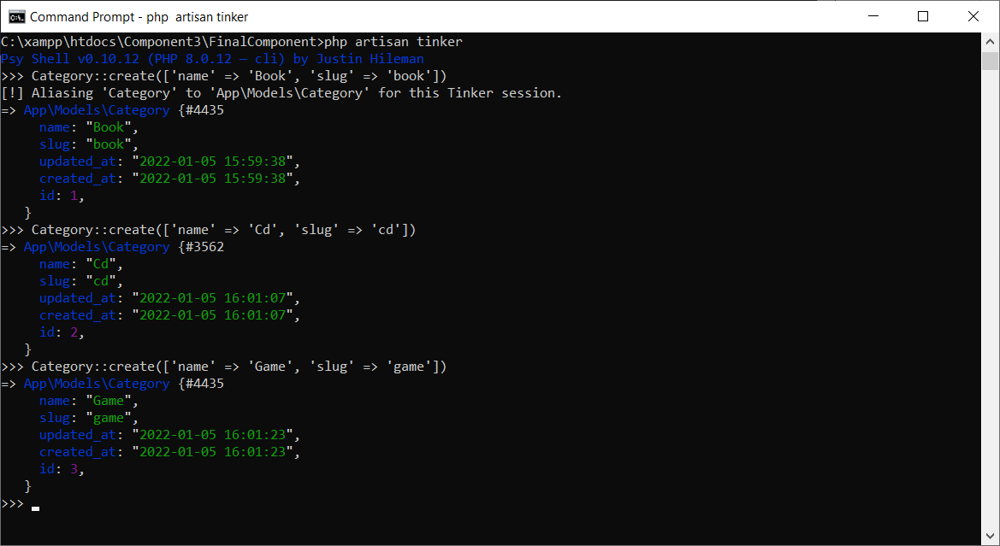 Command Prompt - php  artisan tinker
C:\xampp\htdocs\Component3\FinalComponent>php artisan tinker
Psy Shell v0.10.12 (PHP 8.0.12 — cli) by Justin Hileman
>>> Category::create(['name' => 'Book', 'slug' => 'book'])
[!] Aliasing 'Category' to 'App\Models\Category' for this Tinker session.
=> App\Models\Category {#4435
     name: "Book",
     slug: "book",
     updated_at: "2022-01-05 15:59:38",
     created_at: "2022-01-05 15:59:38",
     id: 1,
   }
>>> Category::create(['name' => 'Cd', 'slug' => 'cd'])
=> App\Models\Category {#3562
     name: "Cd",
     slug: "cd",
     updated_at: "2022-01-05 16:01:07",
     created_at: "2022-01-05 16:01:07",
     id: 2,
   }
>>> Category::create(['name' => 'Game', 'slug' => 'game'])
=> App\Models\Category {#4435
     name: "Game",
     slug: "game",
     updated_at: "2022-01-05 16:01:23",
     created_at: "2022-01-05 16:01:23",
     id: 3,
   }
>>>